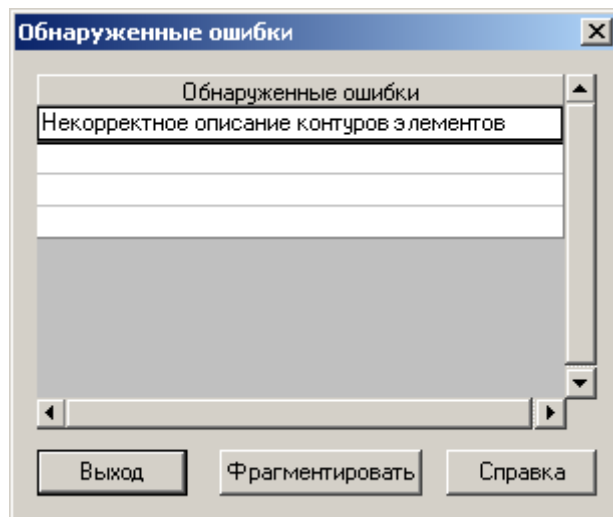 Обнаруженные ошибки
Обнаруженные ошибки
Некорректное описание контуров элементов
Выход
Фрагментировать
Справка